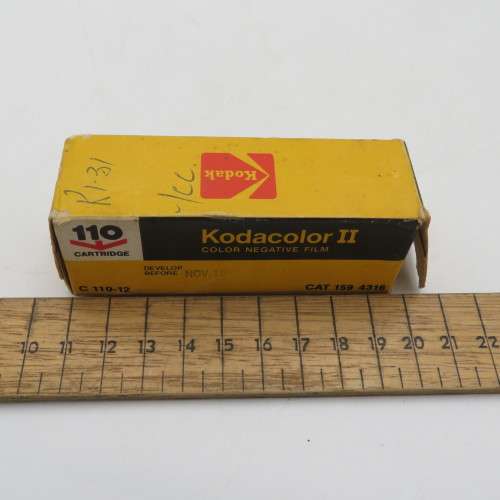 R1.31
Kodak
110
CARTRIDGE
Kodacolor II
COLOR NEGATIVE FILM
DEVELOP
BEFORE NOV.
C 110-12
CAT 159 4316
10 11 12 13 14 15 16 17 18 19 20 21 22